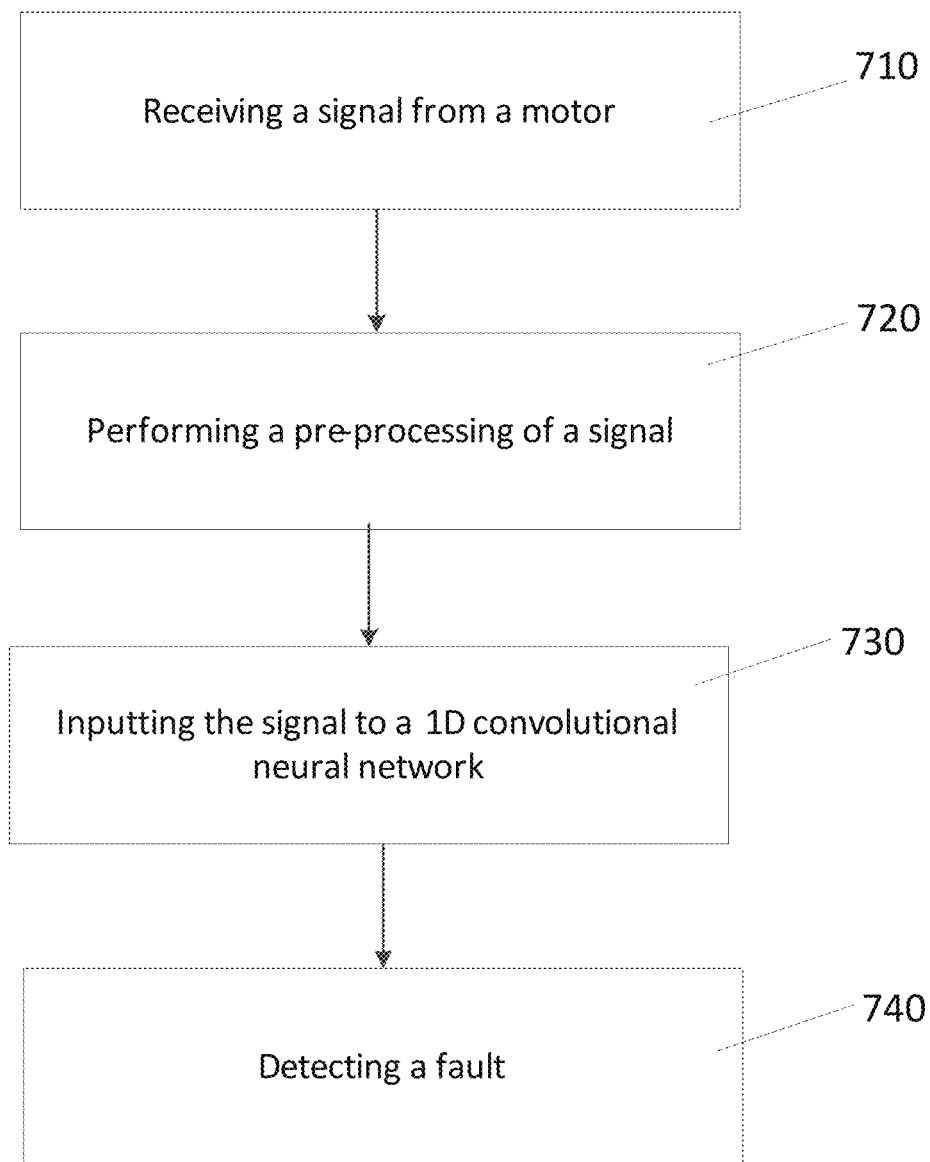 Receiving a signal from a motor
710
Performing a pre-processing of a signal
720
Inputting the signal to a 1D convolutional
neural network
730
Detecting a fault
740